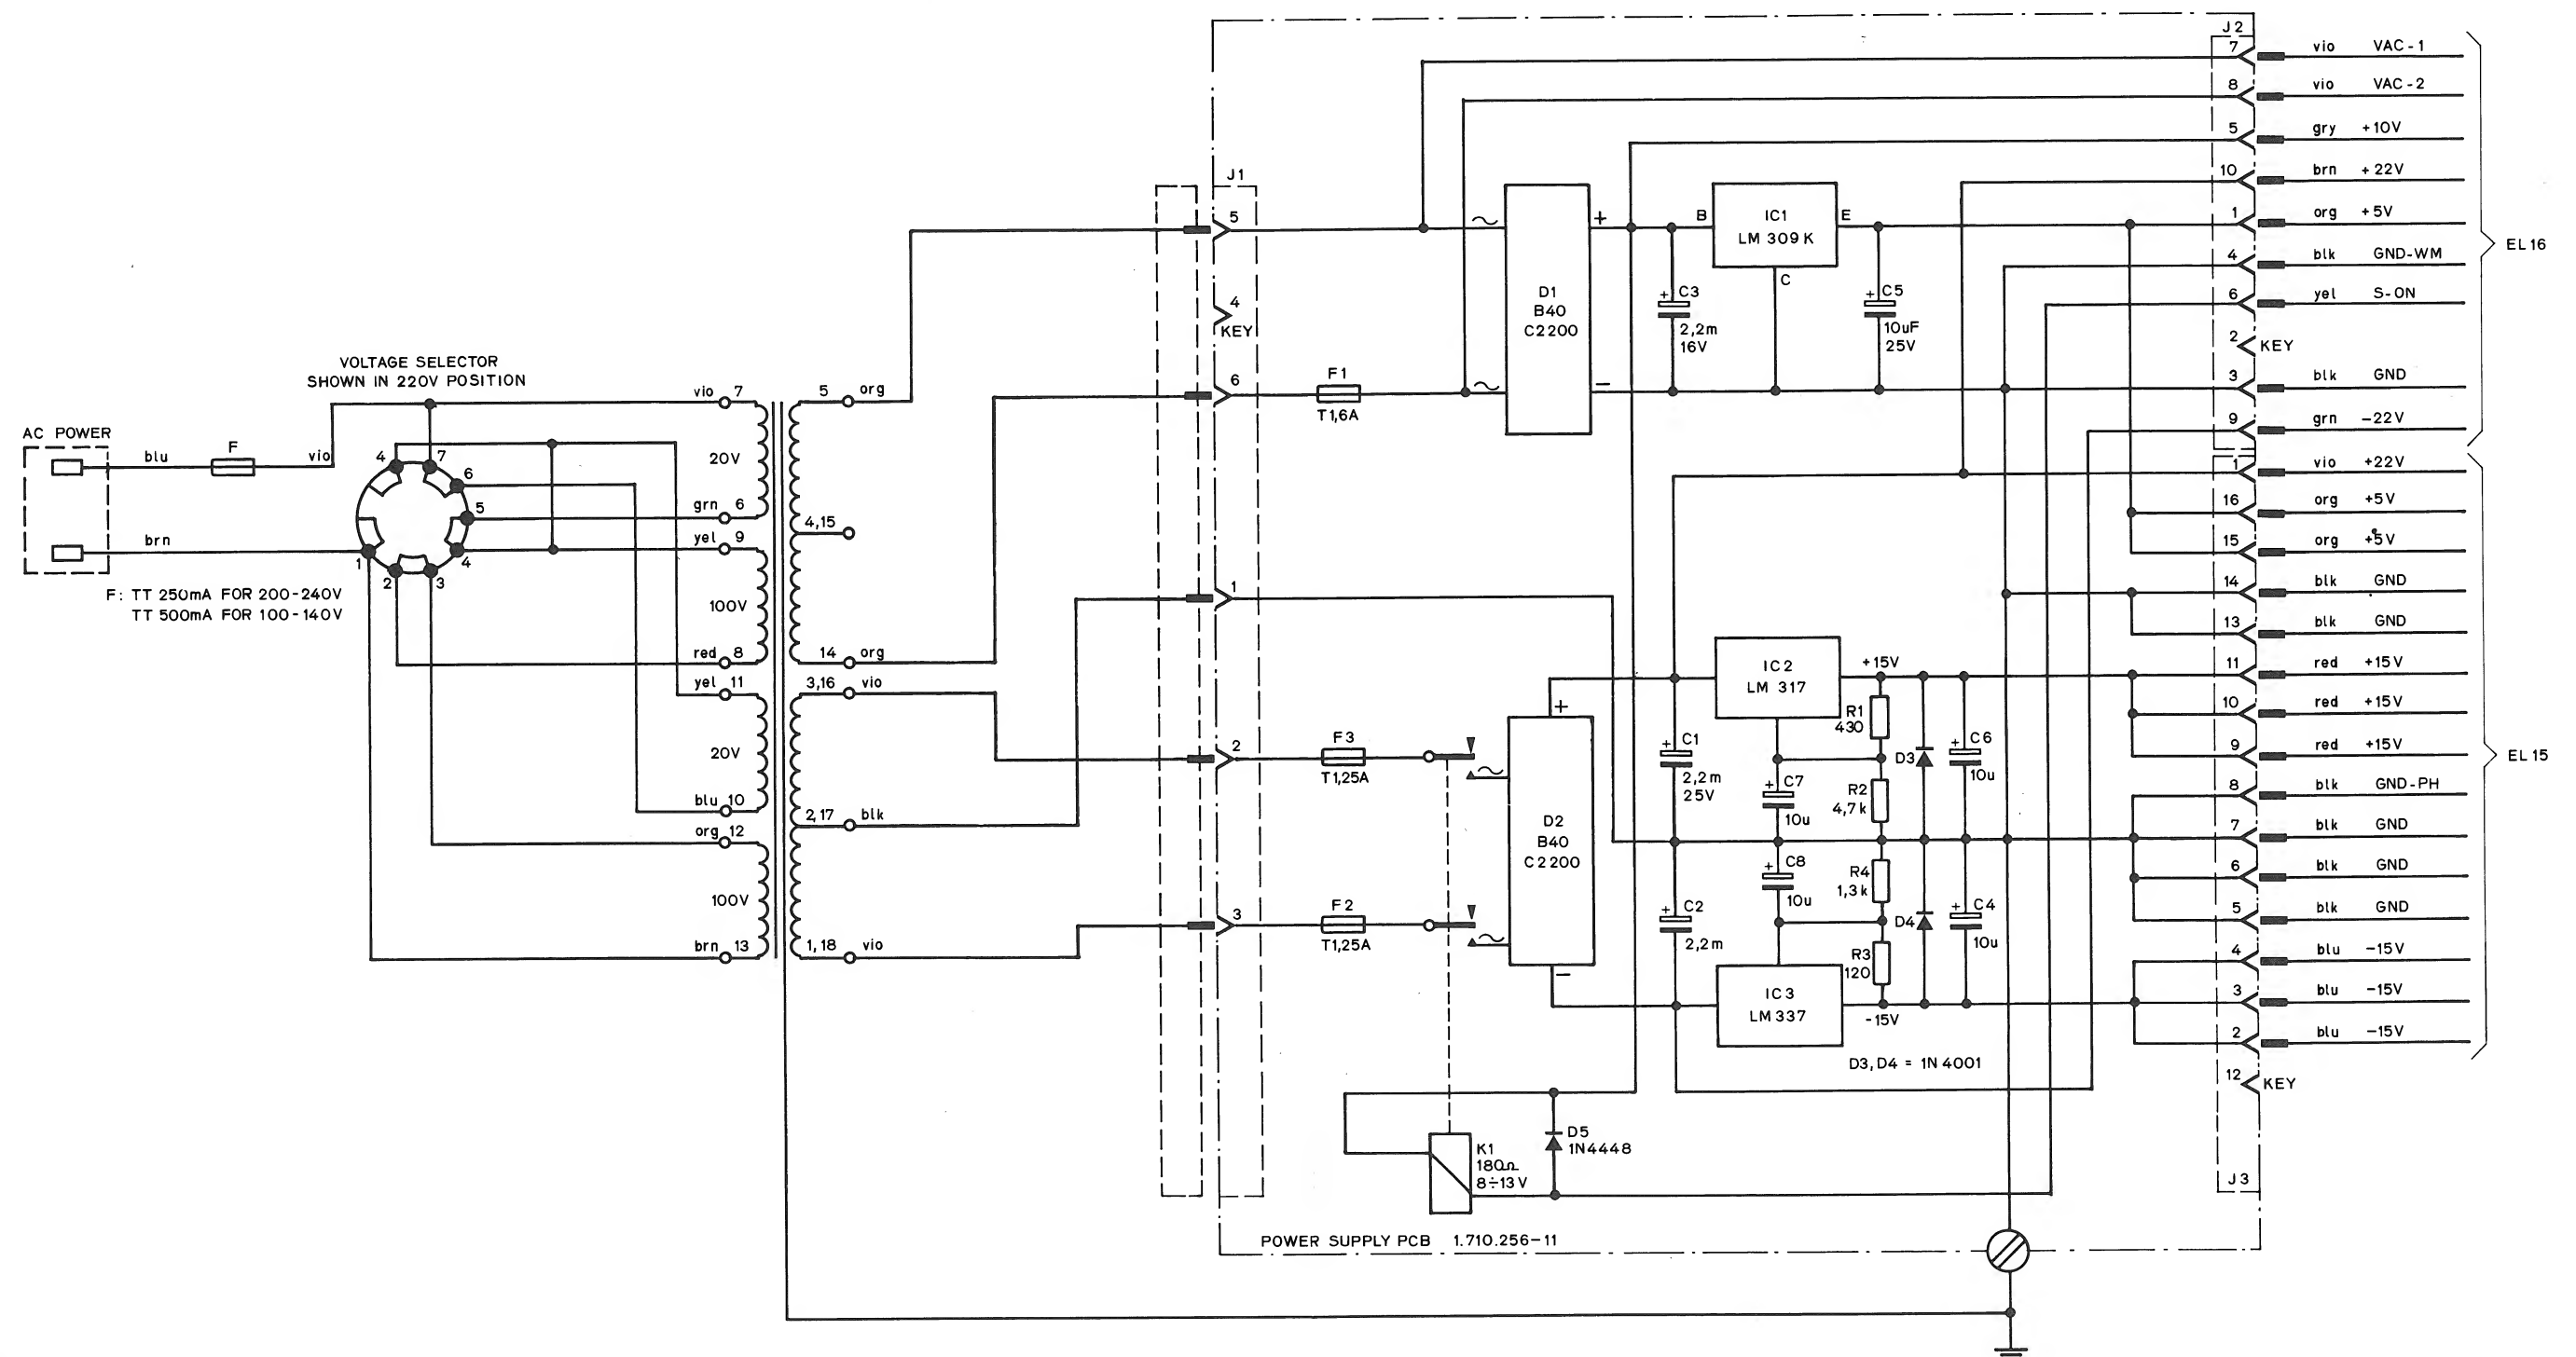 VOLTAGE SELECTOR
SHOWN IN 220V POSITION
AC POWER
blu
F
vio
brn
F: TT 250mA FOR 200-240V
TT 500mA FOR 100-140V
4
7
6
5
4
3
2
1
vio 7
20V
grn 6
yel 9
100V
red 8
yel 11
20V
blu 10
org 12
100V
brn 13
5 org
4,15
14 org
3,16 vio
2,17 blk
1,18 vio
J1
5
4
KEY
6
1
2
3
F1
T1,6A
F3
T1,25A
F2
T1,25A
D1
B40
C2200
+
−
C3
2,2m
16V
B
IC1
LM 309 K
E
C
C5
10uF
25V
D2
B40
C2200
+
−
C1
2,2m
25V
C2
2,2m
IC2
LM 317
+15V
R1
430
R2
4,7k
C7
10u
C8
10u
R4
1,3k
R3
120
D3
D4
C6
10u
C4
10u
IC3
LM337
-15V
D3, D4 = 1N 4001
D5
1N4448
K1
180Ω
8÷13V
POWER SUPPLY PCB 1.710.256-11
J2
7 vio VAC-1
8 vio VAC-2
5 gry +10V
10 brn +22V
1 org +5V
4 blk GND-WM
6 yel S-ON
2 KEY
3 blk GND
9 grn -22V
EL16
1 vio +22V
16 org +5V
15 org +5V
14 blk GND
13 blk GND
11 red +15V
10 red +15V
9 red +15V
8 blk GND-PH
7 blk GND
6 blk GND
5 blk GND
4 blu -15V
3 blu -15V
2 blu -15V
12 KEY
J3
EL15